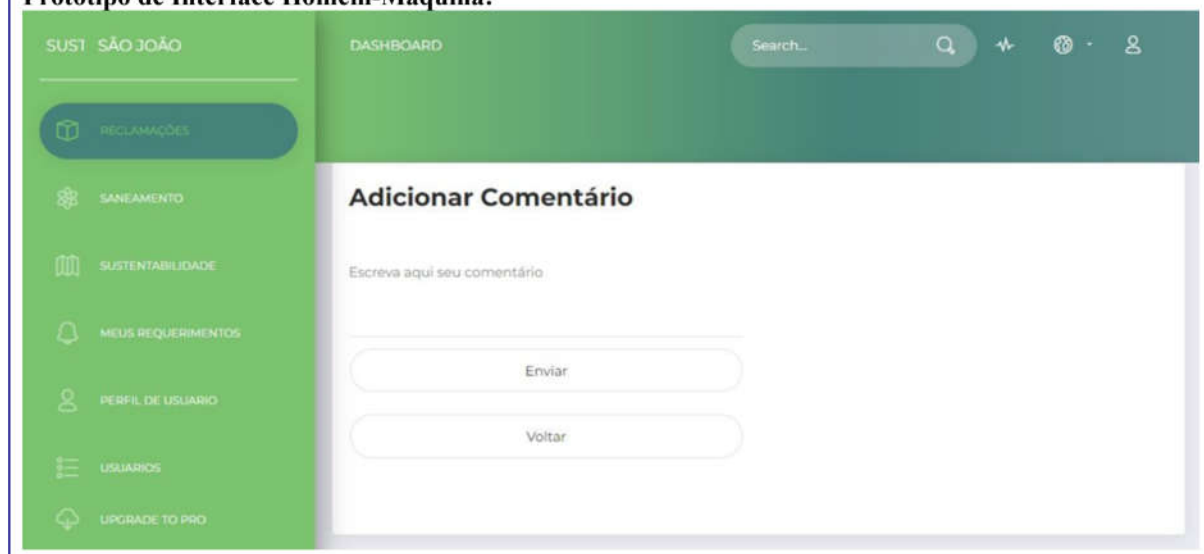 Protótipo de Interface Homem-Máquina:
SUST SÃO JOÃO
DASHBOARD
Search...
RECLAMAÇÕES
SANEAMENTO
SUSTENTABILIDADE
MEUS REQUERIMENTOS
PERFIL DE USUARIO
USUARIOS
UPGRADE TO PRO
Adicionar Comentário
Escreva aqui seu comentário
Enviar
Voltar